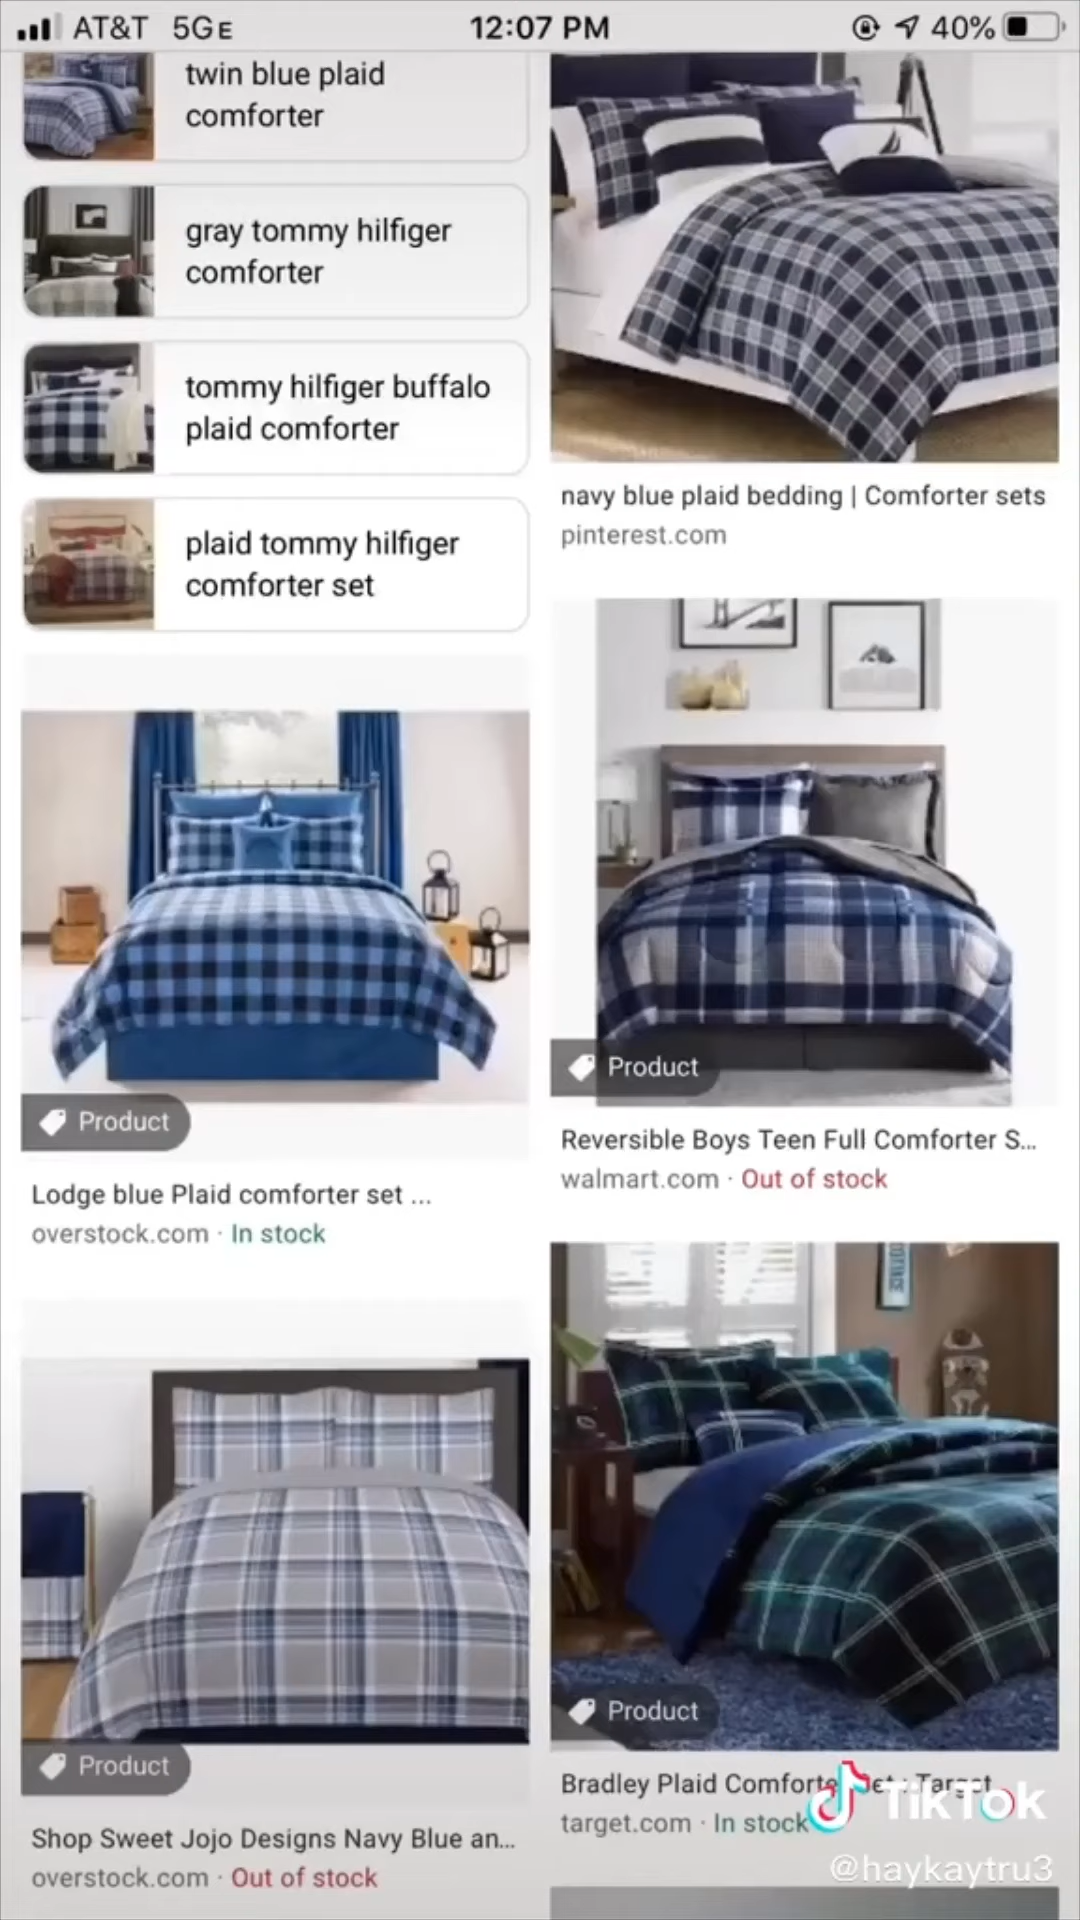 AT&T 5GE 12:07 PM 40%
twin blue plaid
comforter
gray tommy hilfiger
comforter
tommy hilfiger buffalo
plaid comforter
plaid tommy hilfiger
comforter set
navy blue plaid bedding | Comforter sets
pinterest.com
Product
Lodge blue Plaid comforter set ...
overstock.com · In stock
Product
Reversible Boys Teen Full Comforter S...
walmart.com · Out of stock
Product
Shop Sweet Jojo Designs Navy Blue an...
overstock.com · Out of stock
Product
Bradley Plaid Comforter Set : Target
target.com · In stock
TikTok
@haykaytru3